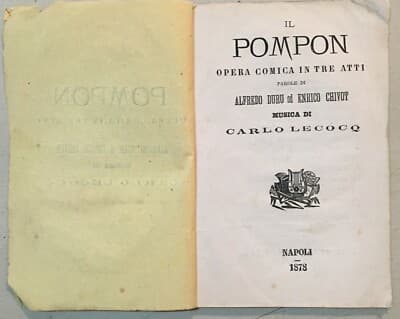 IL
POMPON
OPERA COMICA IN TRE ATTI
PAROLE DI
ALFREDO DURU ed ENRICO CHIVOT
MUSICA DI
CARLO LECOCQ
NAPOLI
1878